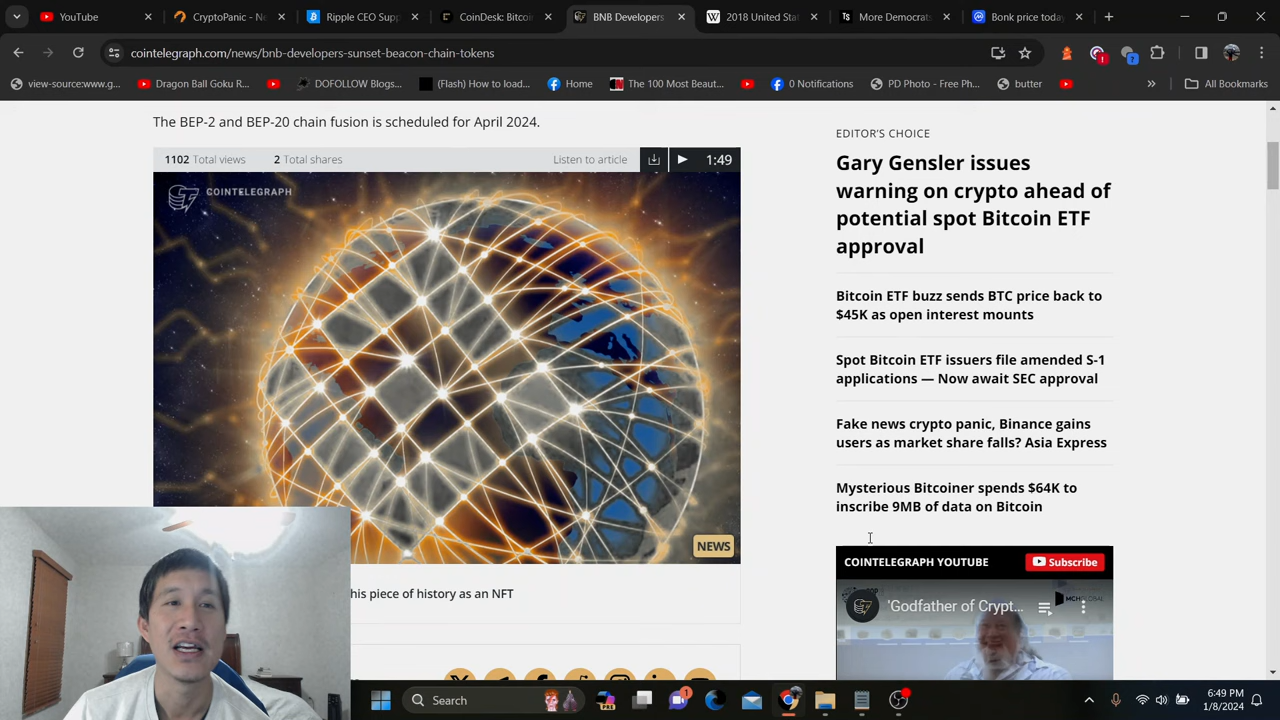 YouTube
CryptoPanic - Ne
Ripple CEO Supp
CoinDesk: Bitcoin
BNB Developers
2018 United Stat
More Democrats
Bonk price today
cointelegraph.com/news/bnb-developers-sunset-beacon-chain-tokens
view-source:www.g...
Dragon Ball Goku R...
DOFOLLOW Blogs...
(Flash) How to load...
Home
The 100 Most Beaut...
0 Notifications
PD Photo - Free Ph...
butter
All Bookmarks
The BEP-2 and BEP-20 chain fusion is scheduled for April 2024.
1102 Total views
2 Total shares
Listen to article
1:49
COINTELEGRAPH
NEWS
his piece of history as an NFT
EDITOR'S CHOICE
Gary Gensler issues
warning on crypto ahead of
potential spot Bitcoin ETF
approval
Bitcoin ETF buzz sends BTC price back to
$45K as open interest mounts
Spot Bitcoin ETF issuers file amended S-1
applications — Now await SEC approval
Fake news crypto panic, Binance gains
users as market share falls? Asia Express
Mysterious Bitcoiner spends $64K to
inscribe 9MB of data on Bitcoin
COINTELEGRAPH YOUTUBE
Subscribe
'Godfather of Crypt...
MCH GLOBAL
Search
6:49 PM
1/8/2024